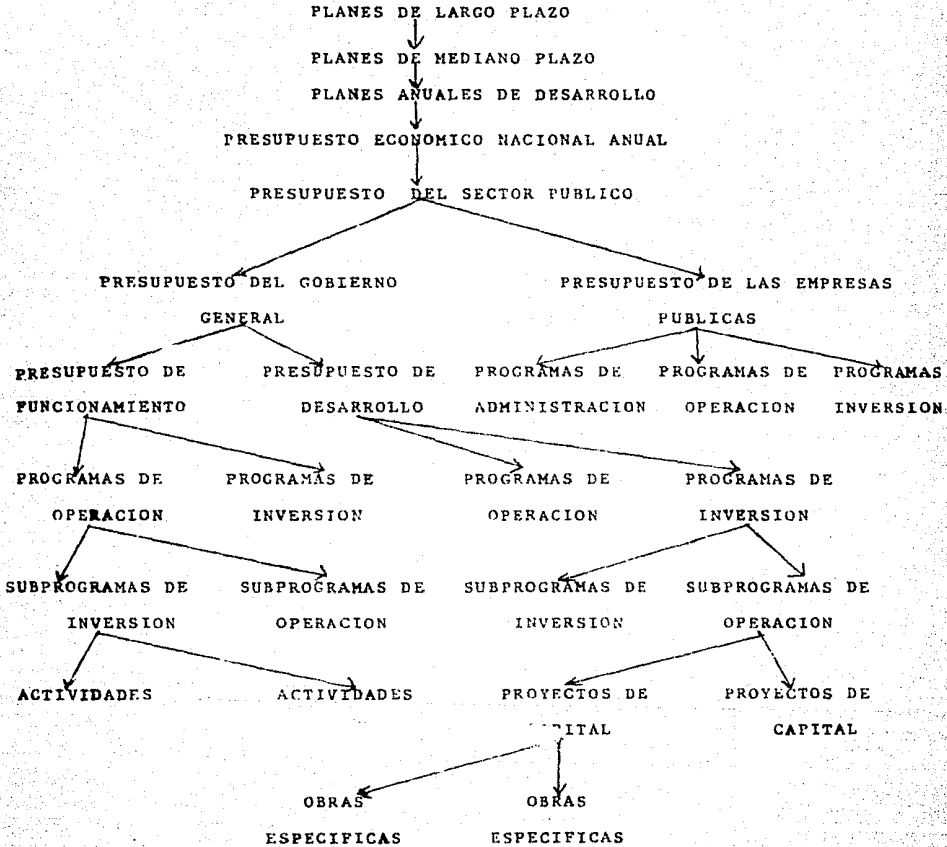 PLANES DE LARGO PLAZO
PLANES DE MEDIANO PLAZO
PLANES ANUALES DE DESARROLLO
PRESUPUESTO ECONOMICO NACIONAL ANUAL
PRESUPUESTO DEL SECTOR PUBLICO
PRESUPUESTO DEL GOBIERNO PRESUPUESTO DE LAS EMPRESAS
GENERAL PUBLICAS
PRESUPUESTO DE PRESUPUESTO DE PROGRAMAS DE PROGRAMAS DE PROGRAMAS
FUNCIONAMIENTO DESARROLLO ADMINISTRACION OPERACION INVERSION
PROGRAMAS DE PROGRAMAS DE PROGRAMAS DE PROGRAMAS DE
OPERACION INVERSION OPERACION INVERSION
SUBPROGRAMAS DE SUBPROGRAMAS DE SUBPROGRAMAS DE SUBPROGRAMAS DE
INVERSION OPERACION INVERSION OPERACION
ACTIVIDADES ACTIVIDADES PROYECTOS DE PROYECTOS DE
CAPITAL
OBRAS OBRAS
ESPECIFICAS ESPECIFICAS